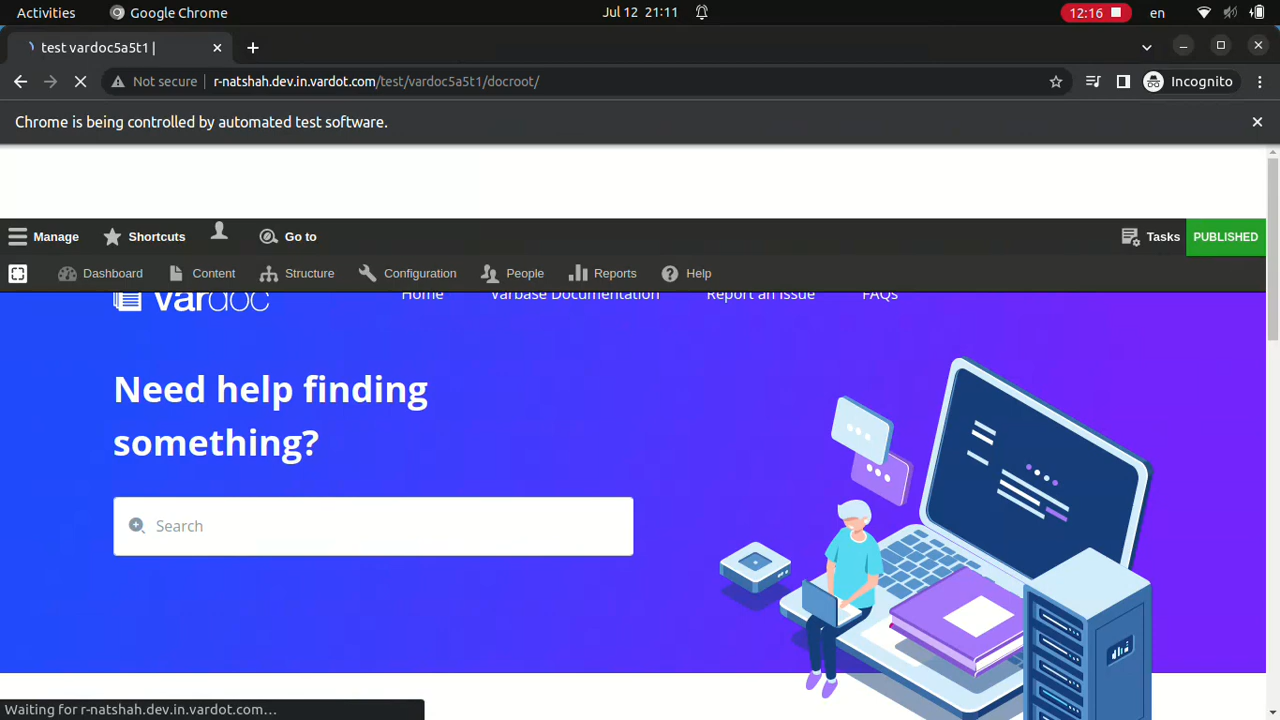 Activities
Google Chrome
Jul 12 21:11
12:16
en
test vardoc5a5t1 |
Not secure
r-natshah.dev.in.vardot.com/test/vardoc5a5t1/docroot/
Incognito
Chrome is being controlled by automated test software.
Manage
Shortcuts
Go to
Tasks
PUBLISHED
Dashboard
Content
Structure
Configuration
People
Reports
Help
vardoc
Home
Varbase Documentation
Report an Issue
FAQs
Need help finding
something?
Search
Waiting for r-natshah.dev.in.vardot.com...